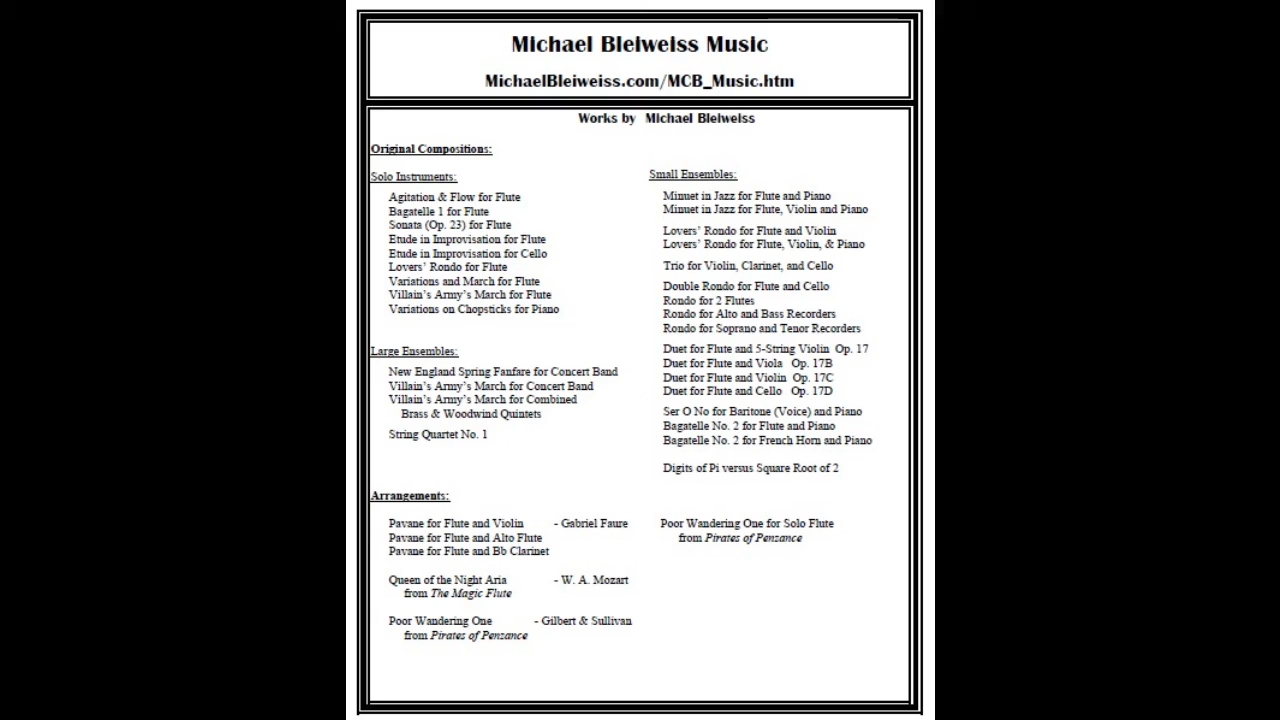 Michael Bleiweiss Music
MichaelBleiweiss.com/MCB_Music.htm
Works by Michael Bleiweiss
Original Compositions:
Solo Instruments:
Agitation & Flow for Flute
Bagatelle 1 for Flute
Sonata (Op. 23) for Flute
Etude in Improvisation for Flute
Etude in Improvisation for Cello
Lovers' Rondo for Flute
Variations and March for Flute
Villain's Army's March for Flute
Variations on Chopsticks for Piano
Large Ensembles:
New England Spring Fanfare for Concert Band
Villain's Army's March for Concert Band
Villain's Army's March for Combined
Brass & Woodwind Quintets
String Quartet No. 1
Small Ensembles:
Minuet in Jazz for Flute and Piano
Minuet in Jazz for Flute, Violin and Piano
Lovers' Rondo for Flute and Violin
Lovers' Rondo for Flute, Violin, & Piano
Trio for Violin, Clarinet, and Cello
Double Rondo for Flute and Cello
Rondo for 2 Flutes
Rondo for Alto and Bass Recorders
Rondo for Soprano and Tenor Recorders
Duet for Flute and 5-String Violin Op. 17
Duet for Flute and Viola Op. 17B
Duet for Flute and Violin Op. 17C
Duet for Flute and Cello Op. 17D
Ser O No for Baritone (Voice) and Piano
Bagatelle No. 2 for Flute and Piano
Bagatelle No. 2 for French Horn and Piano
Digits of Pi versus Square Root of 2
Arrangements:
Pavane for Flute and Violin - Gabriel Faure
Pavane for Flute and Alto Flute
Pavane for Flute and Bb Clarinet
Queen of the Night Aria - W. A. Mozart
from The Magic Flute
Poor Wandering One - Gilbert & Sullivan
from Pirates of Penzance
Poor Wandering One for Solo Flute
from Pirates of Penzance